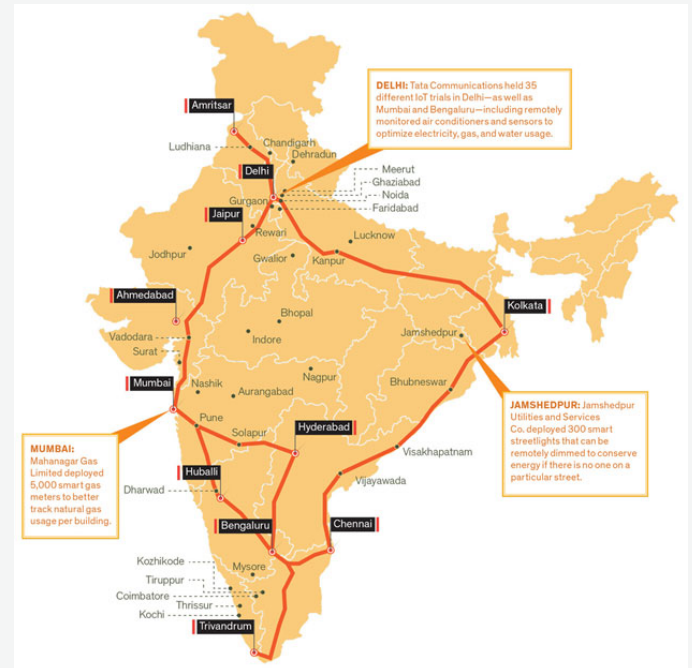 Amritsar
DELHI: Tata Communications held 35
different IoT trials in Delhi—as well as
Mumbai and Bengaluru—including remotely
monitored air conditioners and sensors to
optimize electricity, gas, and water usage.
Ludhiana
Chandigarh
Dehradun
Delhi
Meerut
Ghaziabad
Noida
Faridabad
Gurgaon
Jaipur
Rewari
Lucknow
Jodhpur
Gwalior
Kanpur
Ahmedabad
Kolkata
Bhopal
Vadodara
Indore
Jamshedpur
Surat
Nagpur
Mumbai
Nashik
Aurangabad
Bhubneswar
JAMSHEDPUR: Jamshedpur
Utilities and Services
Co. deployed 300 smart
streetlights that can be
remotely dimmed to conserve
energy if there is no one on a
particular street.
Pune
Solapur
Hyderabad
MUMBAI:
Mahanagar Gas
Limited deployed
5,000 smart gas
meters to better
track natural gas
usage per building.
Visakhapatnam
Huballi
Vijayawada
Dharwad
Bengaluru
Chennai
Kozhikode
Mysore
Tiruppur
Coimbatore
Thrissur
Kochi
Trivandrum